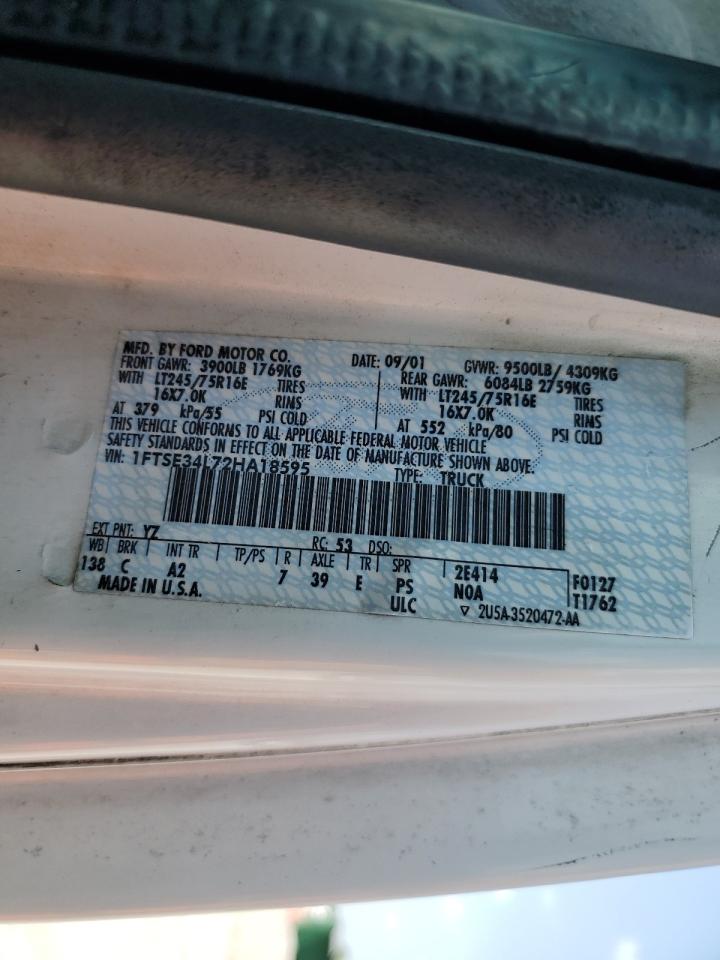 MFD. BY FORD MOTOR CO. DATE: 09/01 GVWR: 9500LB/ 4309KG
FRONT GAWR: 3900LB 1769KG REAR GAWR: 6084LB 2759KG
WITH LT245/75R16E TIRES WITH LT245/75R16E TIRES
16X7.0K RIMS 16X7.0K RIMS
AT 379 kPa/55 PSI COLD AT 552 kPa/80 PSI COLD
THIS VEHICLE CONFORMS TO ALL APPLICABLE FEDERAL MOTOR VEHICLE
SAFETY STANDARDS IN EFFECT ON THE DATE OF MANUFACTURE SHOWN ABOVE.
VIN: 1FTSE34L72HA18595 TYPE: TRUCK
EXT PNT: YZ RC: 53 DSO:
WB BRK INT TR TP/PS R AXLE TR SPR 2E414 F0127
138 C A2 7 39 E PS NOA T1762
MADE IN U.S.A. ULC ▽ 2U5A-3520472-AA